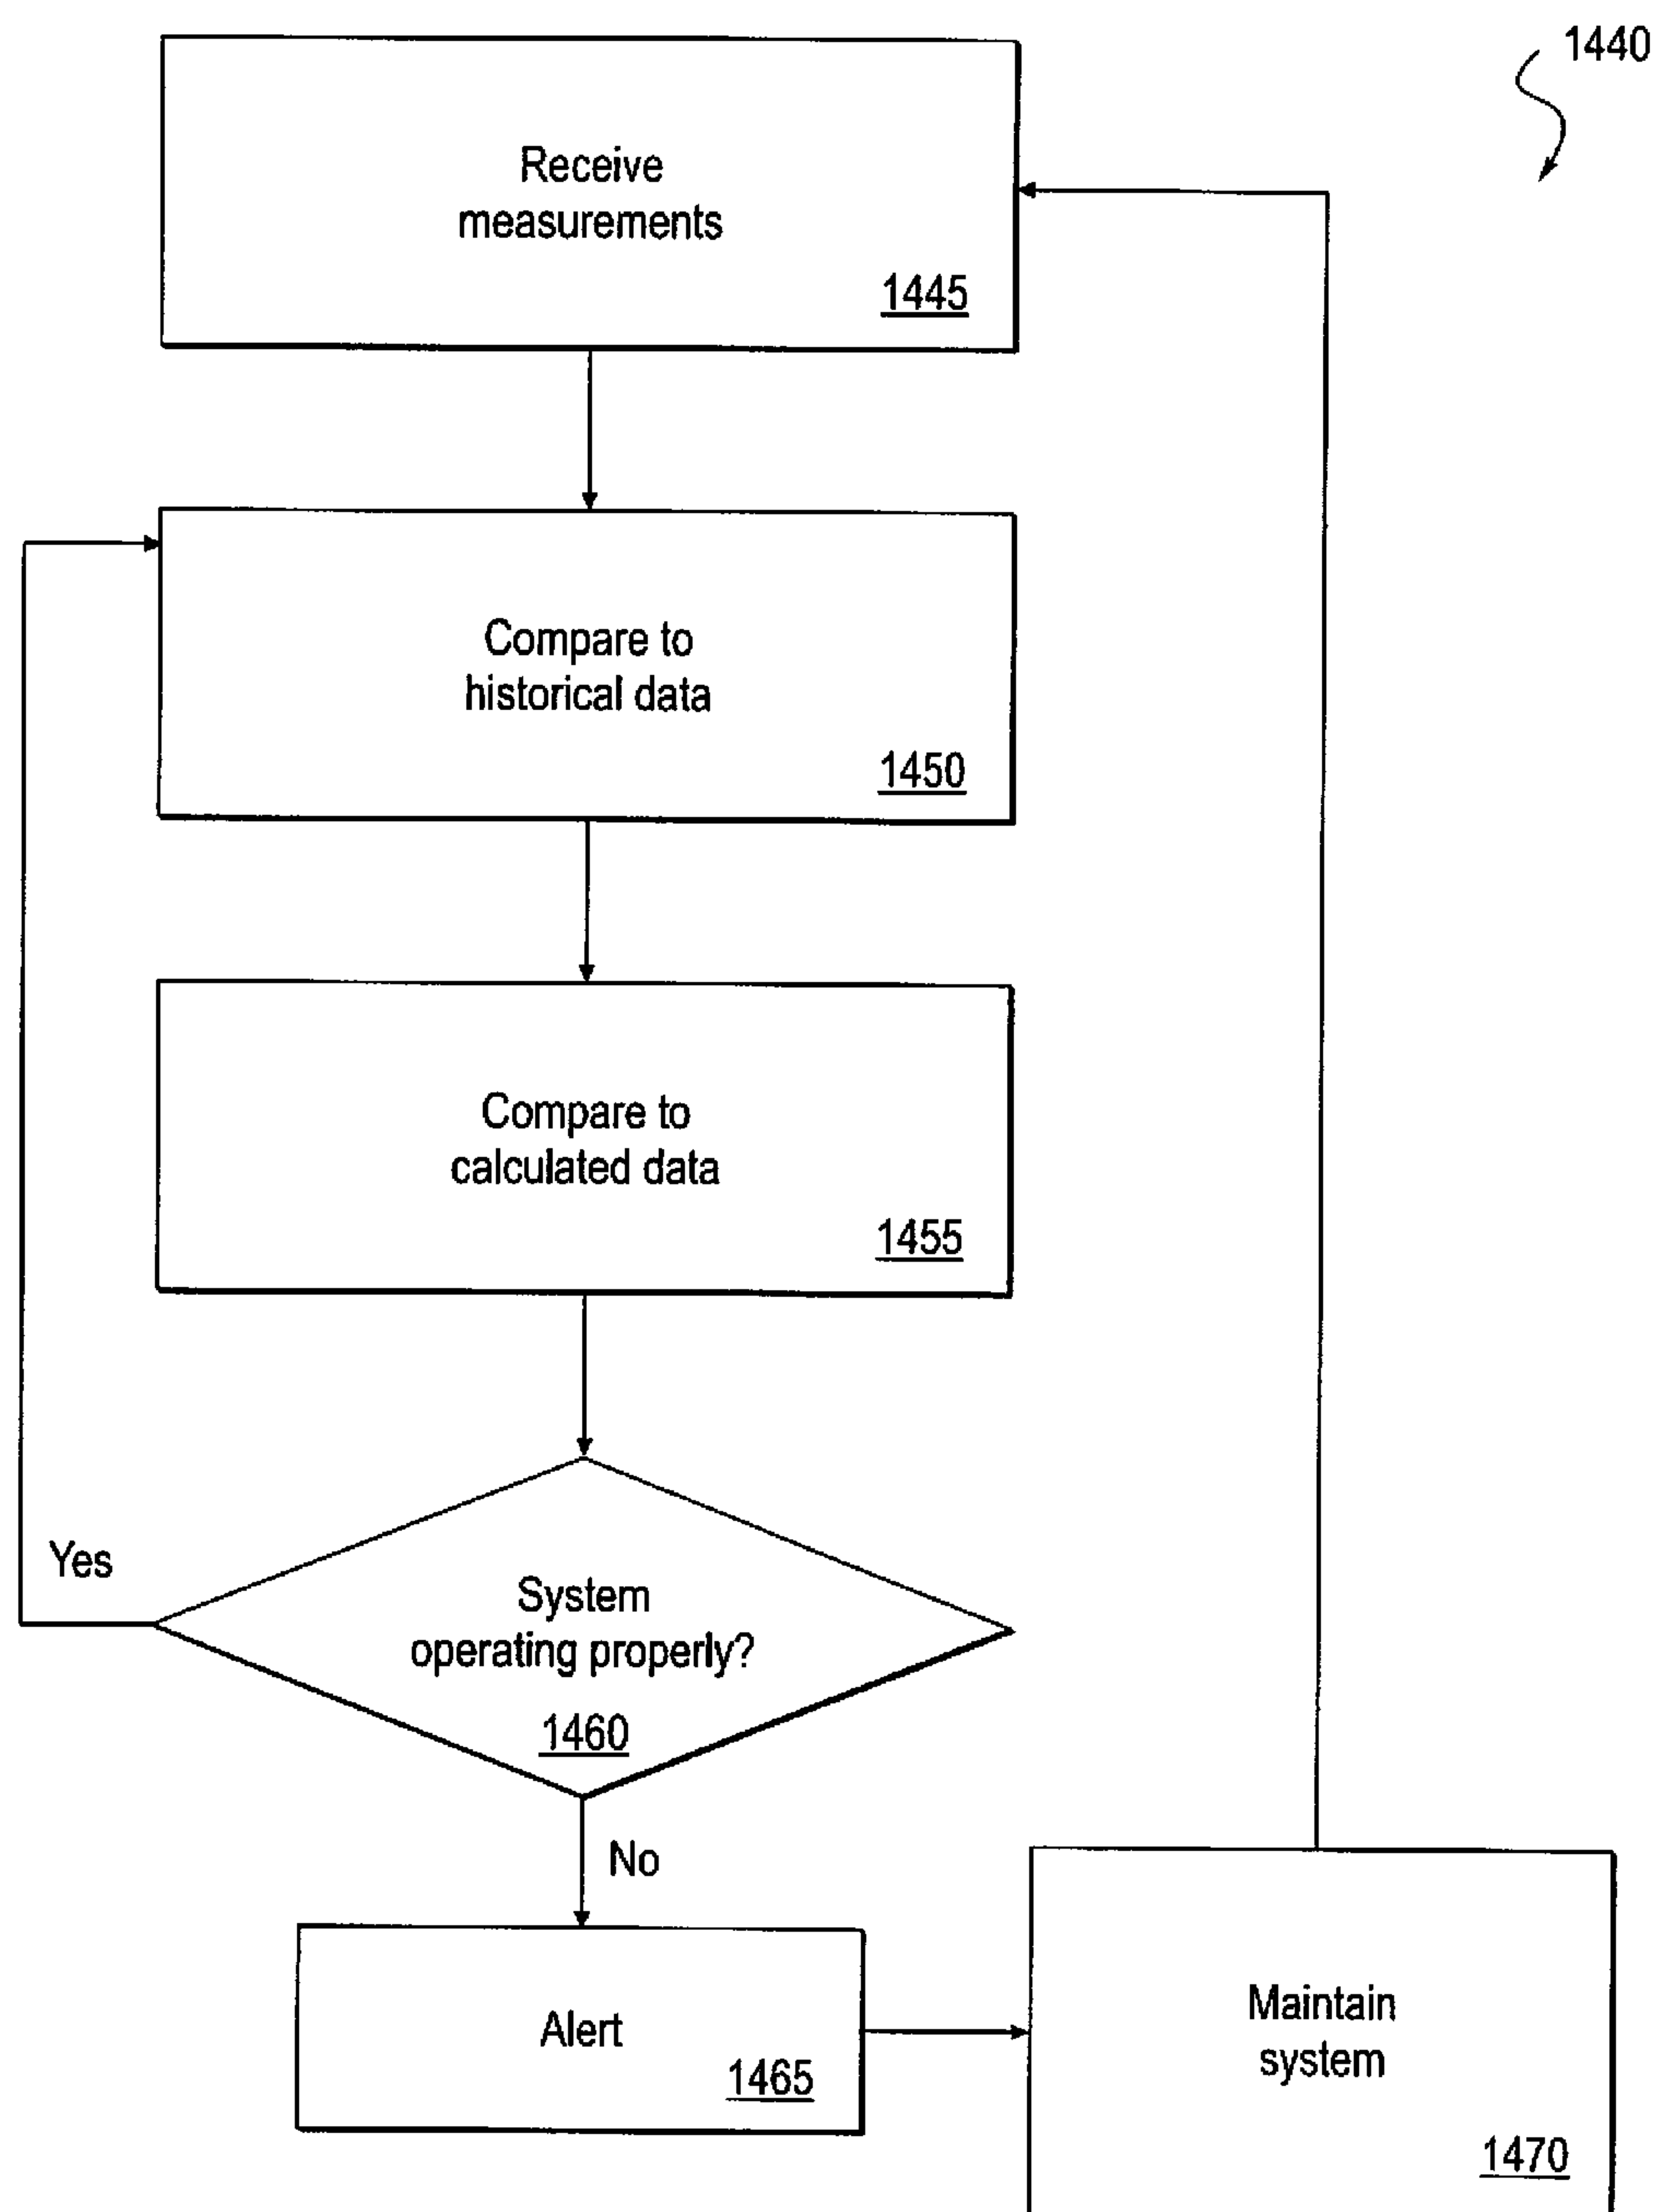 1440
Receive
measurements
1445
Compare to
historical data
1450
Compare to
calculated data
1455
Yes
System
operating properly?
1460
No
Alert
1465
Maintain
system
1470